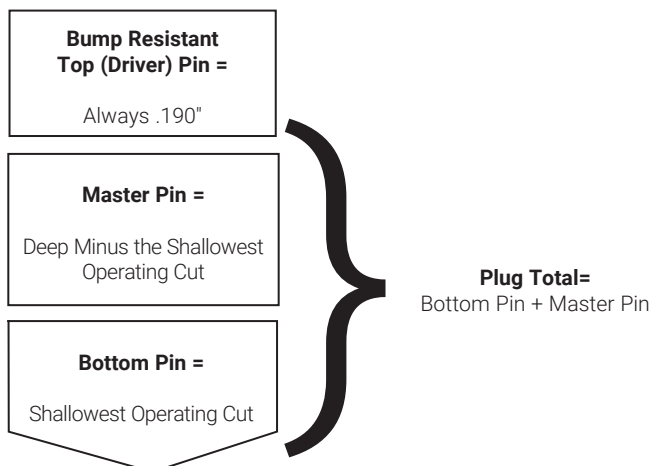 Bump Resistant
Top (Driver) Pin =
Always .190"
Master Pin =
Deep Minus the Shallowest
Operating Cut
Bottom Pin =
Shallowest Operating Cut
Plug Total=
Bottom Pin + Master Pin